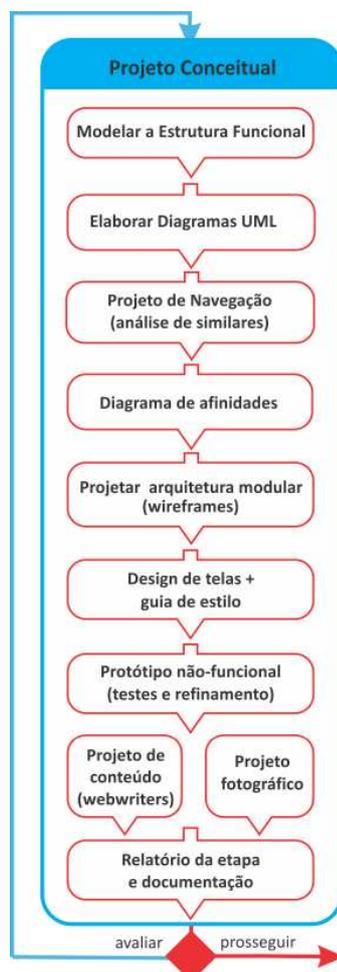 Projeto Conceitual
Modelar a Estrutura Funcional
Elaborar Diagramas UML
Projeto de Navegação
(análise de similares)
Diagrama de afinidades
Projetar arquitetura modular
(wireframes)
Design de telas +
guia de estilo
Protótipo não-funcional
(testes e refinamento)
Projeto de
conteúdo
(webwriters)
Projeto
fotográfico
Relatório da etapa
e documentação
avaliar
prosseguir